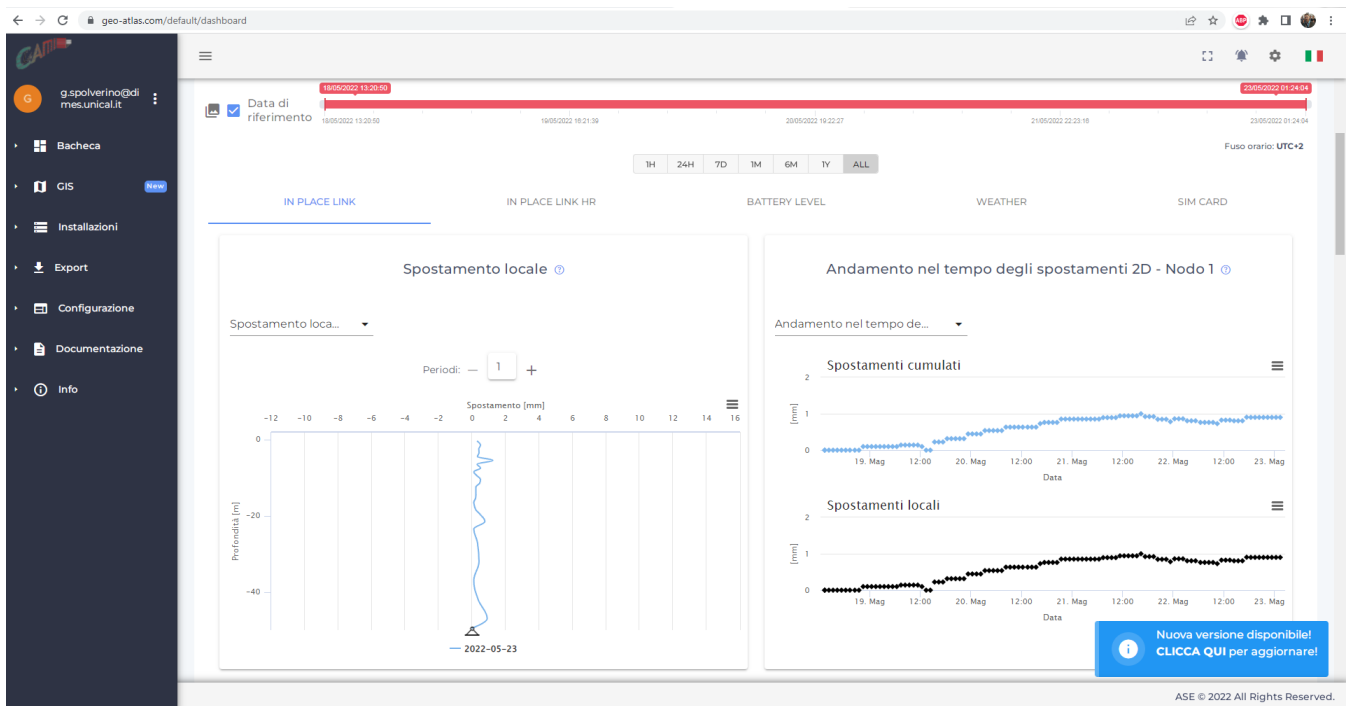 geo-atlas.com/default/dashboard
ABP
G
g.spolverino@di
mes.unical.it
Bacheca
GIS
New
Installazioni
Export
Configurazione
Documentazione
Info
Data di
riferimento
18/05/2022 13:20:50
23/05/2022 01:24:04
18/05/2022 13:20:50
19/05/2022 16:21:39
20/05/2022 19:22:27
21/05/2022 22:23:16
23/05/2022 01:24:04
Fuso orario: UTC+2
1H 24H 7D 1M 6M 1Y ALL
IN PLACE LINK IN PLACE LINK HR BATTERY LEVEL WEATHER SIM CARD
Spostamento locale
Spostamento loca...
Periodi: — 1 +
Spostamento [mm]
-12 -10 -8 -6 -4 -2 0 2 4 6 8 10 12 14 16
0
-20
-40
Profondità [m]
2022-05-23
Andamento nel tempo degli spostamenti 2D - Nodo 1
Andamento nel tempo de...
Spostamenti cumulati
2
1
0
[mm]
19. Mag 12:00 20. Mag 12:00 21. Mag 12:00 22. Mag 12:00 23. Mag
Data
Spostamenti locali
2
1
0
[mm]
19. Mag 12:00 20. Mag 12:00 21. Mag 12:00 22. Mag 12:00 23. Mag
Data
Nuova versione disponibile!
CLICCA QUI per aggiornare!
ASE © 2022 All Rights Reserved.